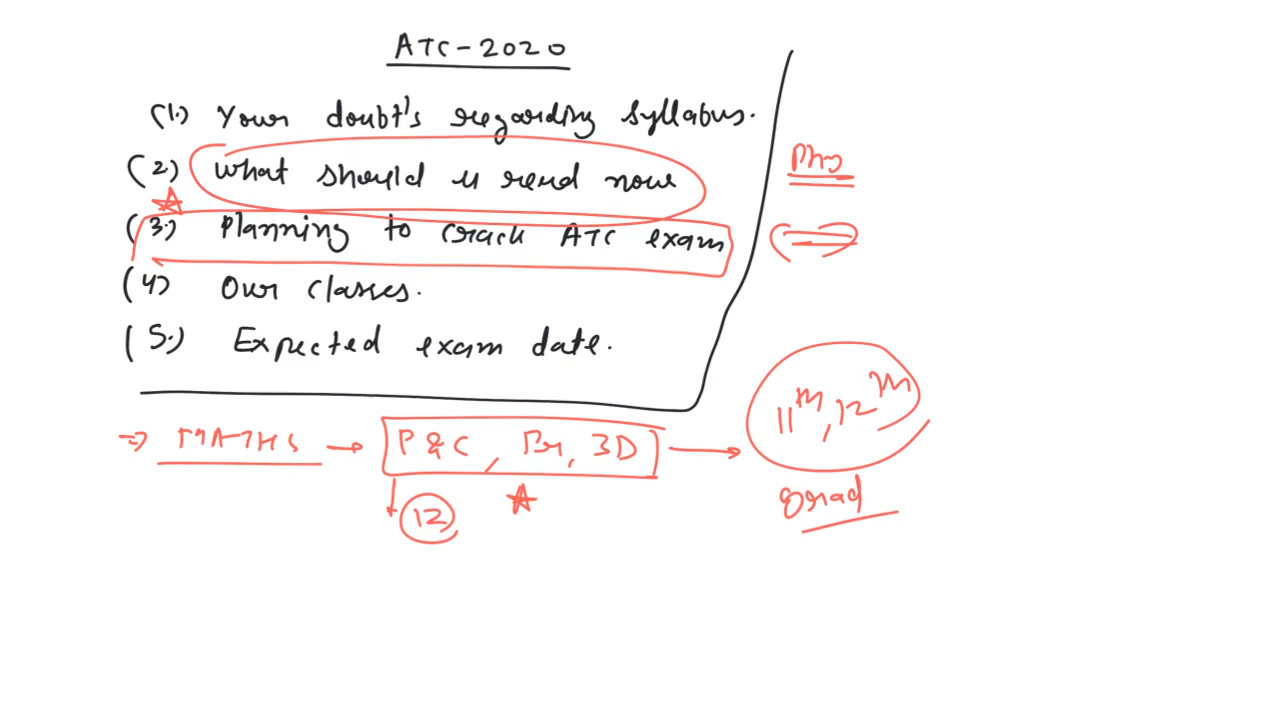 ATC-2020
(1.) Your doubt's regarding syllabus.
(2) What should u read now
(3.) Planning to crack ATC exam
(4) Our classes.
(5.) Expected exam date.
Phy
⇒ MATHS → P&C, Pr, 3D → 11th, 12th
12
grad